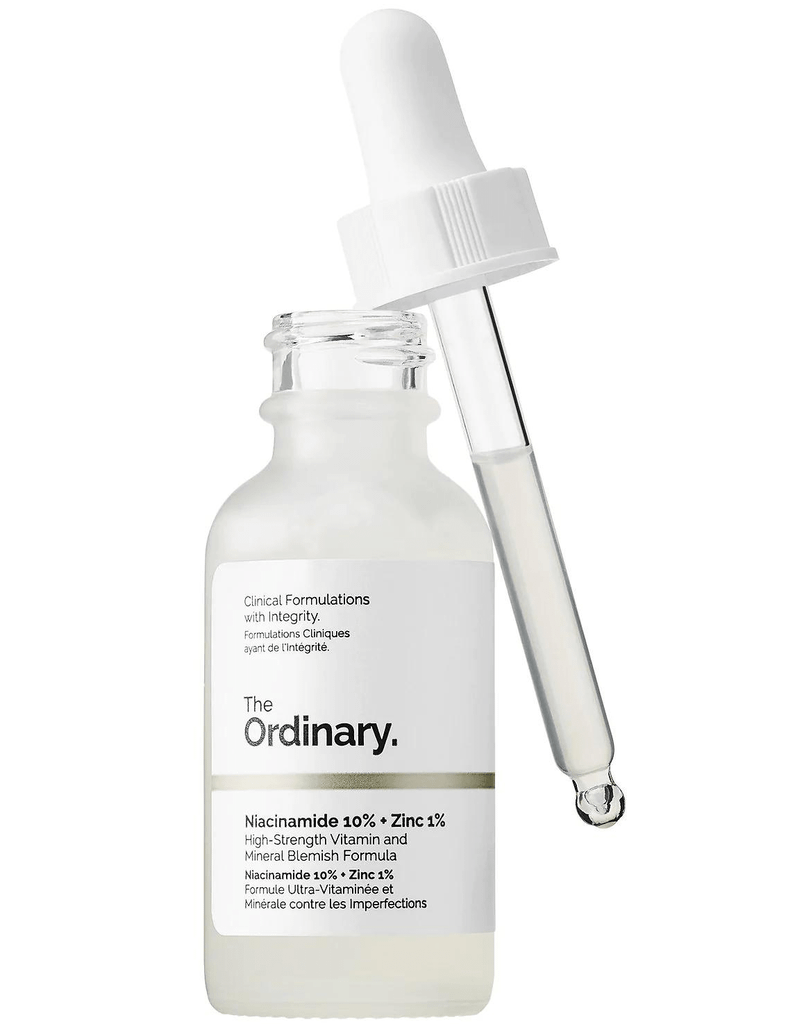 Clinical Formulations
with Integrity.
Formulations Cliniques
ayant de l'Intégrité.
The
Ordinary.
Niacinamide 10% + Zinc 1%
High-Strength Vitamin and
Mineral Blemish Formula
Niacinamide 10% + Zinc 1%
Formule Ultra-Vitaminée et
Minérale contre les Imperfections